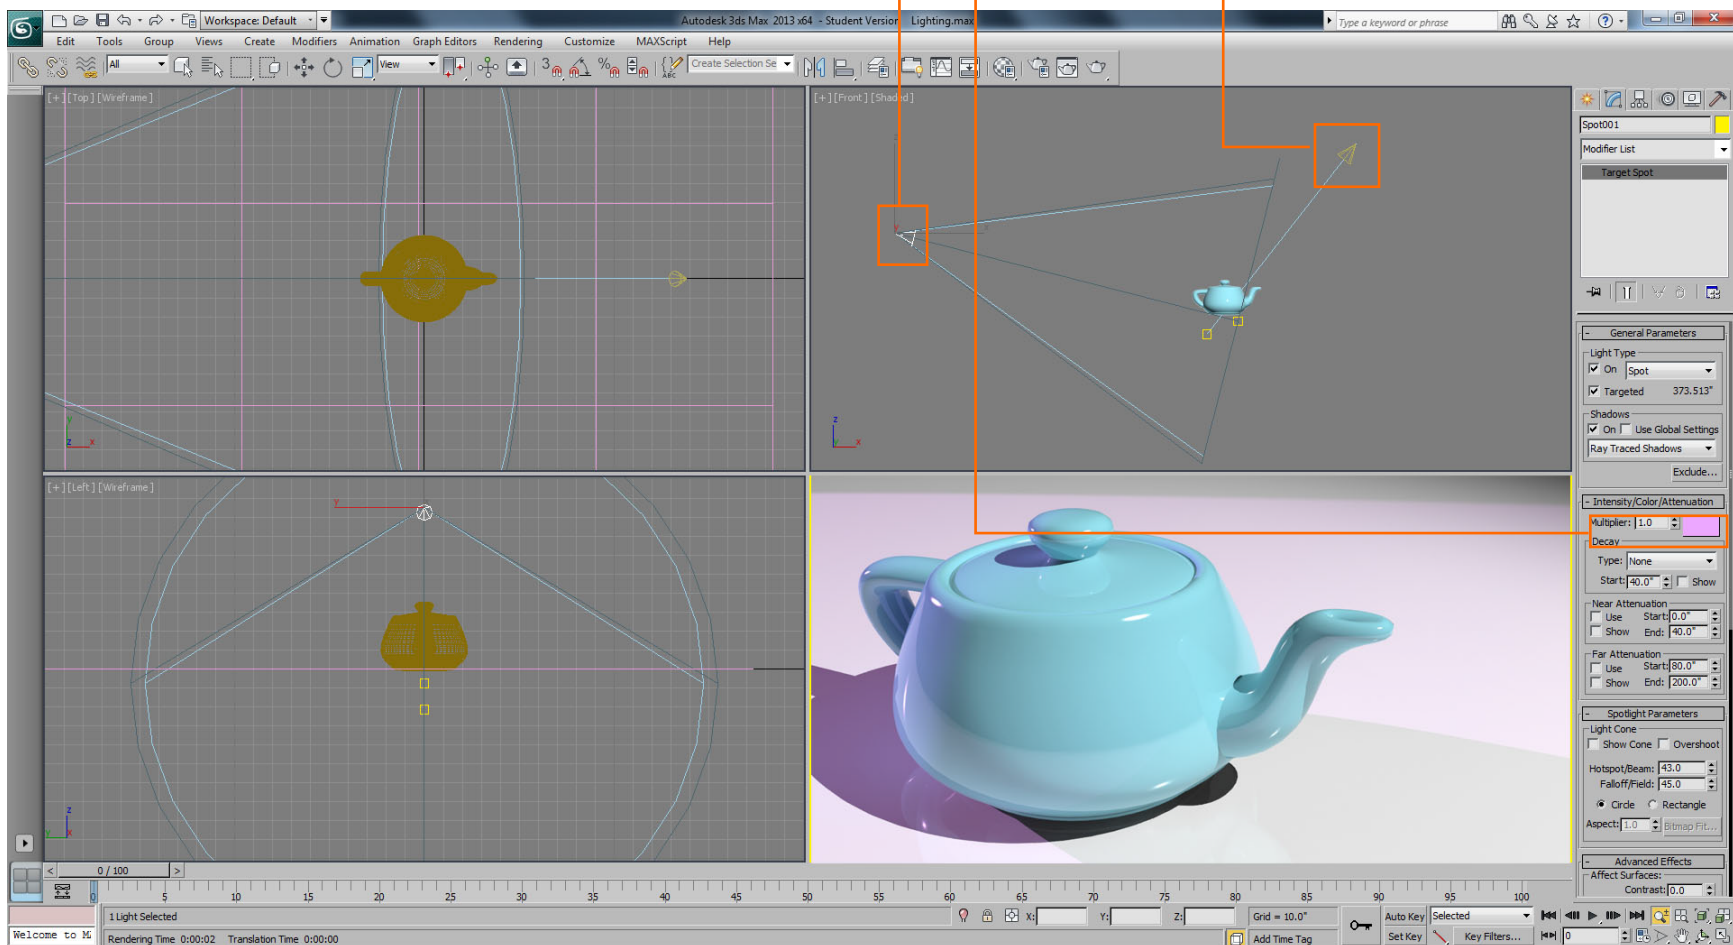 Workspace: Default
Autodesk 3ds Max 2013 x64 - Student Version Lighting.max
Type a keyword or phrase
Edit Tools Group Views Create Modifiers Animation Graph Editors Rendering Customize MAXScript Help
All
View
3
Create Selection Se
[+][Top][Wireframe]
[+][Front][Shaded]
Spot001
Modifier List
Target Spot
General Parameters
Light Type
On Spot
Targeted 373.513"
Shadows
On Use Global Settings
Ray Traced Shadows
Exclude...
[+][Left][Wireframe]
Intensity/Color/Attenuation
Multiplier: 1.0
Decay
Type: None
Start: 40.0" Show
Near Attenuation
Use Start: 0.0"
Show End: 40.0"
Far Attenuation
Use Start: 80.0"
Show End: 200.0"
Spotlight Parameters
Light Cone
Show Cone Overshoot
Hotspot/Beam: 43.0
Falloff/Field: 45.0
Circle Rectangle
Aspect: 1.0 Bitmap Fit...
Advanced Effects
Affect Surfaces:
Contrast: 0.0
< 0 / 100 >
0 5 10 15 20 25 30 35 40 45 50 55 60 65 70 75 80 85 90 95 100
1 Light Selected
X: Y: Z: Grid = 10.0"
Auto Key Selected
Welcome to M
Rendering Time 0:00:02 Translation Time 0:00:00
Add Time Tag
Set Key Key Filters... 0